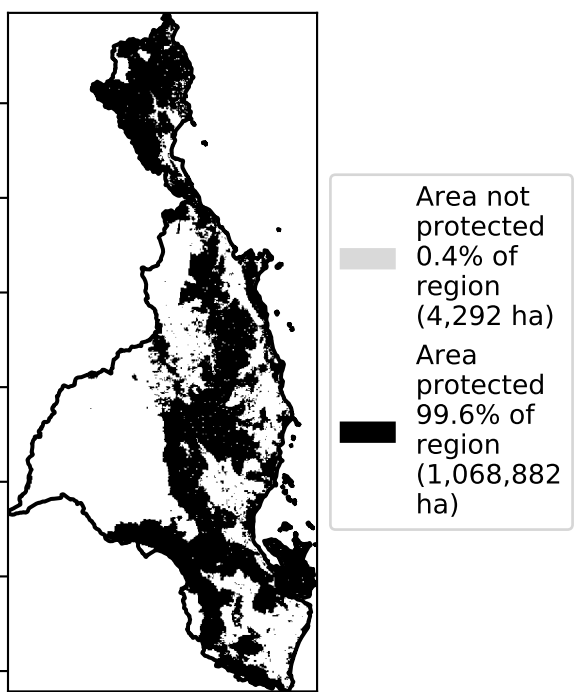 Area not
protected
0.4% of
region
(4,292 ha)
Area
protected
99.6% of
region
(1,068,882
ha)